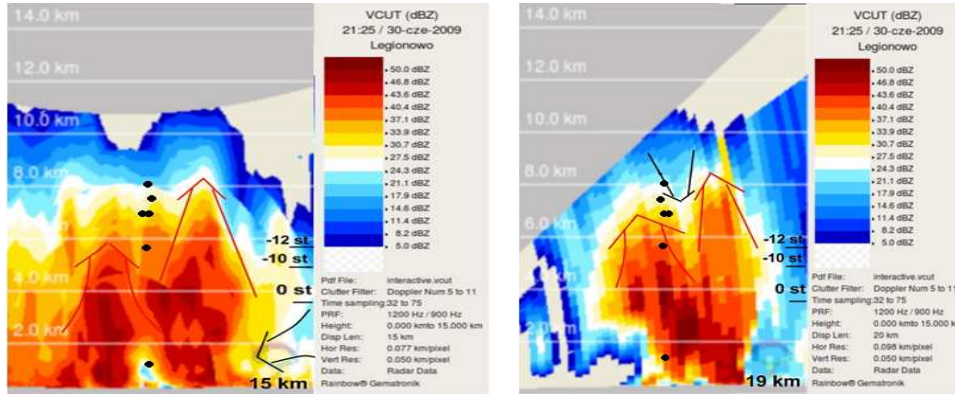 14.0 km
12.0 km
10.0 km
8.0 km
6.0 km
4.0 km
2.0 km
-12 st
-10 st
0 st
15 km
VCUT (dBZ)
21:25 / 30-cze-2009
Legionowo
50.0 dBZ
46.8 dBZ
43.6 dBZ
40.4 dBZ
37.1 dBZ
33.9 dBZ
30.7 dBZ
27.5 dBZ
24.3 dBZ
21.1 dBZ
17.9 dBZ
14.6 dBZ
11.4 dBZ
8.2 dBZ
5.0 dBZ
Pdf File: interactive.vcut
Clutter Filter: Doppler Num 5 to 11
Time sampling:32 to 75
PRF: 1200 Hz / 900 Hz
Height: 0.000 kmto 15.000 km
Disp Len: 15 km
Hor Res: 0.077 km/pixel
Vert Res: 0.050 km/pixel
Data: Radar Data
Rainbow® Gematronik
14.0 km
12.0 km
10.0 km
8.0 km
6.0 km
4.0 km
2.0 km
-12 st
-10 st
0 st
19 km
VCUT (dBZ)
21:25 / 30-cze-2009
Legionowo
50.0 dBZ
46.8 dBZ
43.6 dBZ
40.4 dBZ
37.1 dBZ
33.9 dBZ
30.7 dBZ
27.5 dBZ
24.3 dBZ
21.1 dBZ
17.9 dBZ
14.6 dBZ
11.4 dBZ
8.2 dBZ
5.0 dBZ
Pdf File: interactive.vcut
Clutter Filter: Doppler Num 5 to 11
Time sampling:32 to 75
PRF: 1200 Hz / 900 Hz
Height: 0.000 kmto 15.000 km
Disp Len: 20 km
Hor Res: 0.098 km/pixel
Vert Res: 0.050 km/pixel
Data: Radar Data
Rainbow® Gematronik